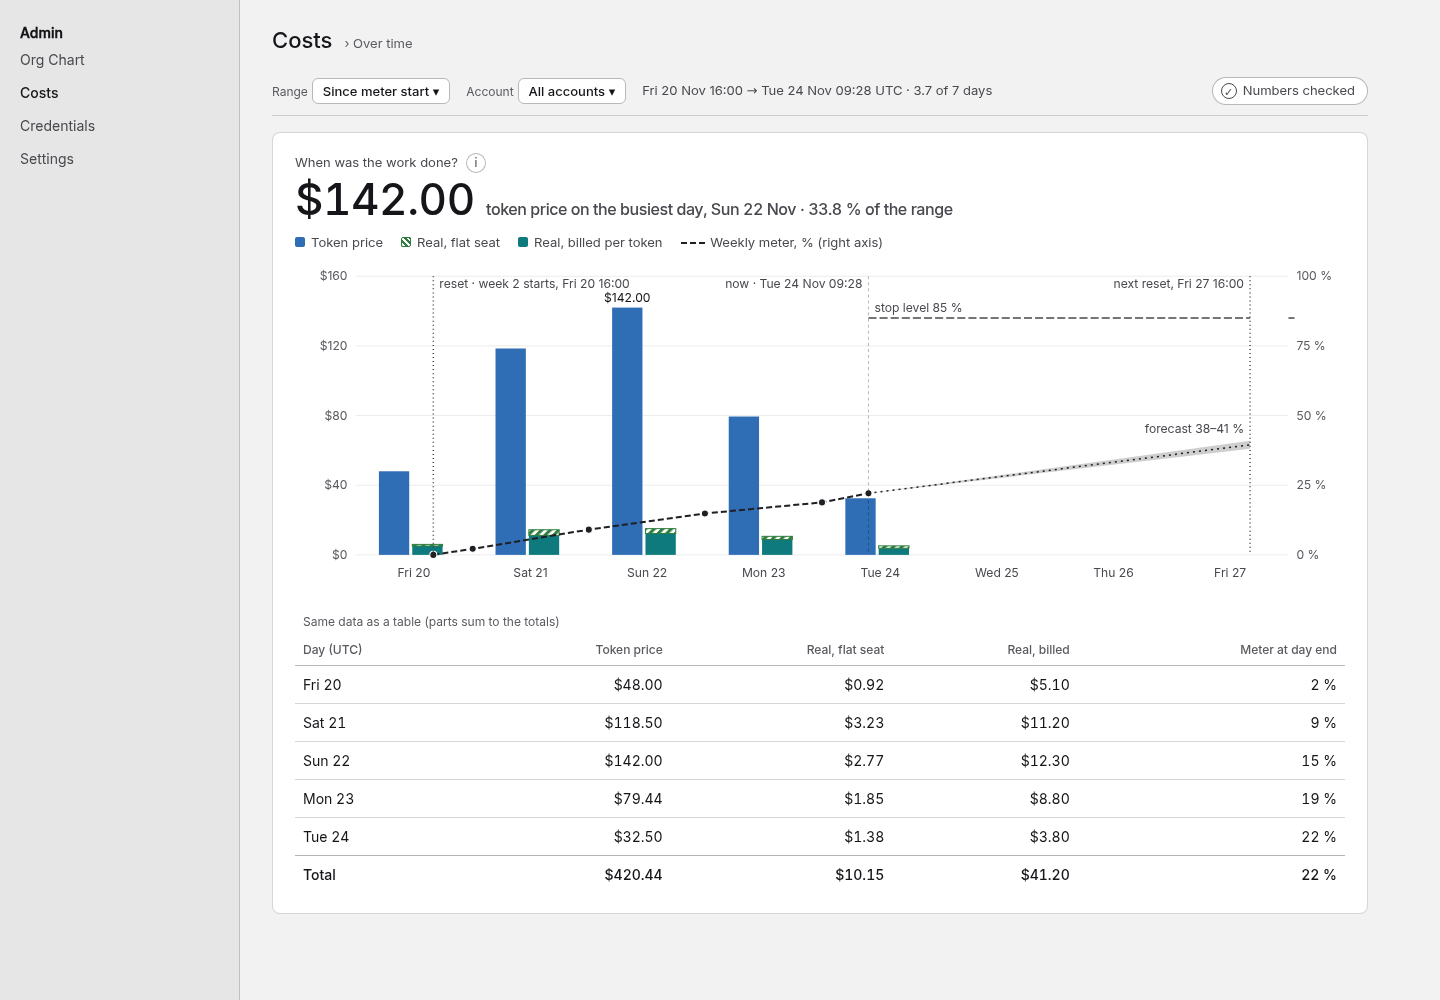 Admin
Org Chart
Costs
Credentials
Settings
Costs › Over time
Range Since meter start ▾ Account All accounts ▾ Fri 20 Nov 16:00 → Tue 24 Nov 09:28 UTC · 3.7 of 7 days ✓ Numbers checked
When was the work done? i
$142.00 token price on the busiest day, Sun 22 Nov · 33.8 % of the range
Token price Real, flat seat Real, billed per token Weekly meter, % (right axis)
$160 100 %
reset · week 2 starts, Fri 20 16:00 now · Tue 24 Nov 09:28 next reset, Fri 27 16:00
$142.00
stop level 85 %
$120 75 %
$80 50 %
forecast 38–41 %
$40 25 %
$0 0 %
Fri 20 Sat 21 Sun 22 Mon 23 Tue 24 Wed 25 Thu 26 Fri 27
Same data as a table (parts sum to the totals)
Day (UTC) Token price Real, flat seat Real, billed Meter at day end
Fri 20 $48.00 $0.92 $5.10 2 %
Sat 21 $118.50 $3.23 $11.20 9 %
Sun 22 $142.00 $2.77 $12.30 15 %
Mon 23 $79.44 $1.85 $8.80 19 %
Tue 24 $32.50 $1.38 $3.80 22 %
Total $420.44 $10.15 $41.20 22 %